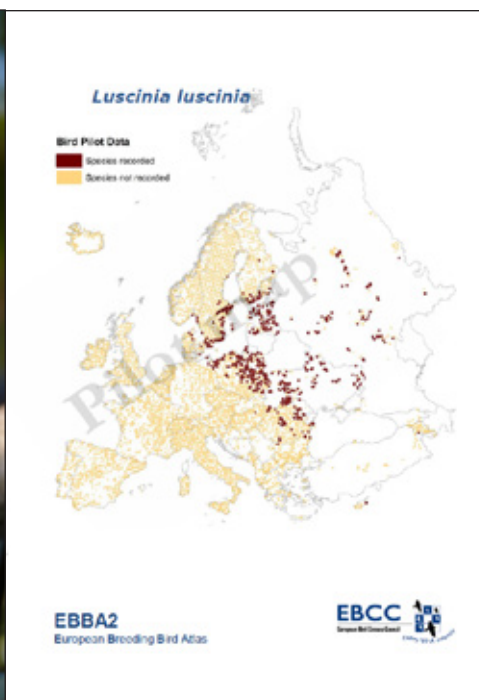 Luscinia luscinia
Bird Pilot Data
Species recorded
Species not recorded
Pilot map
EBBA2
European Breeding Bird Atlas
EBCC
European Bird Census Council